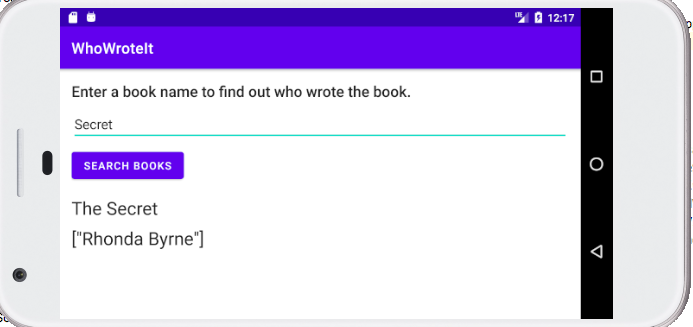 LTE 12:17
WhoWroteIt
Enter a book name to find out who wrote the book.
Secret
SEARCH BOOKS
The Secret
["Rhonda Byrne"]